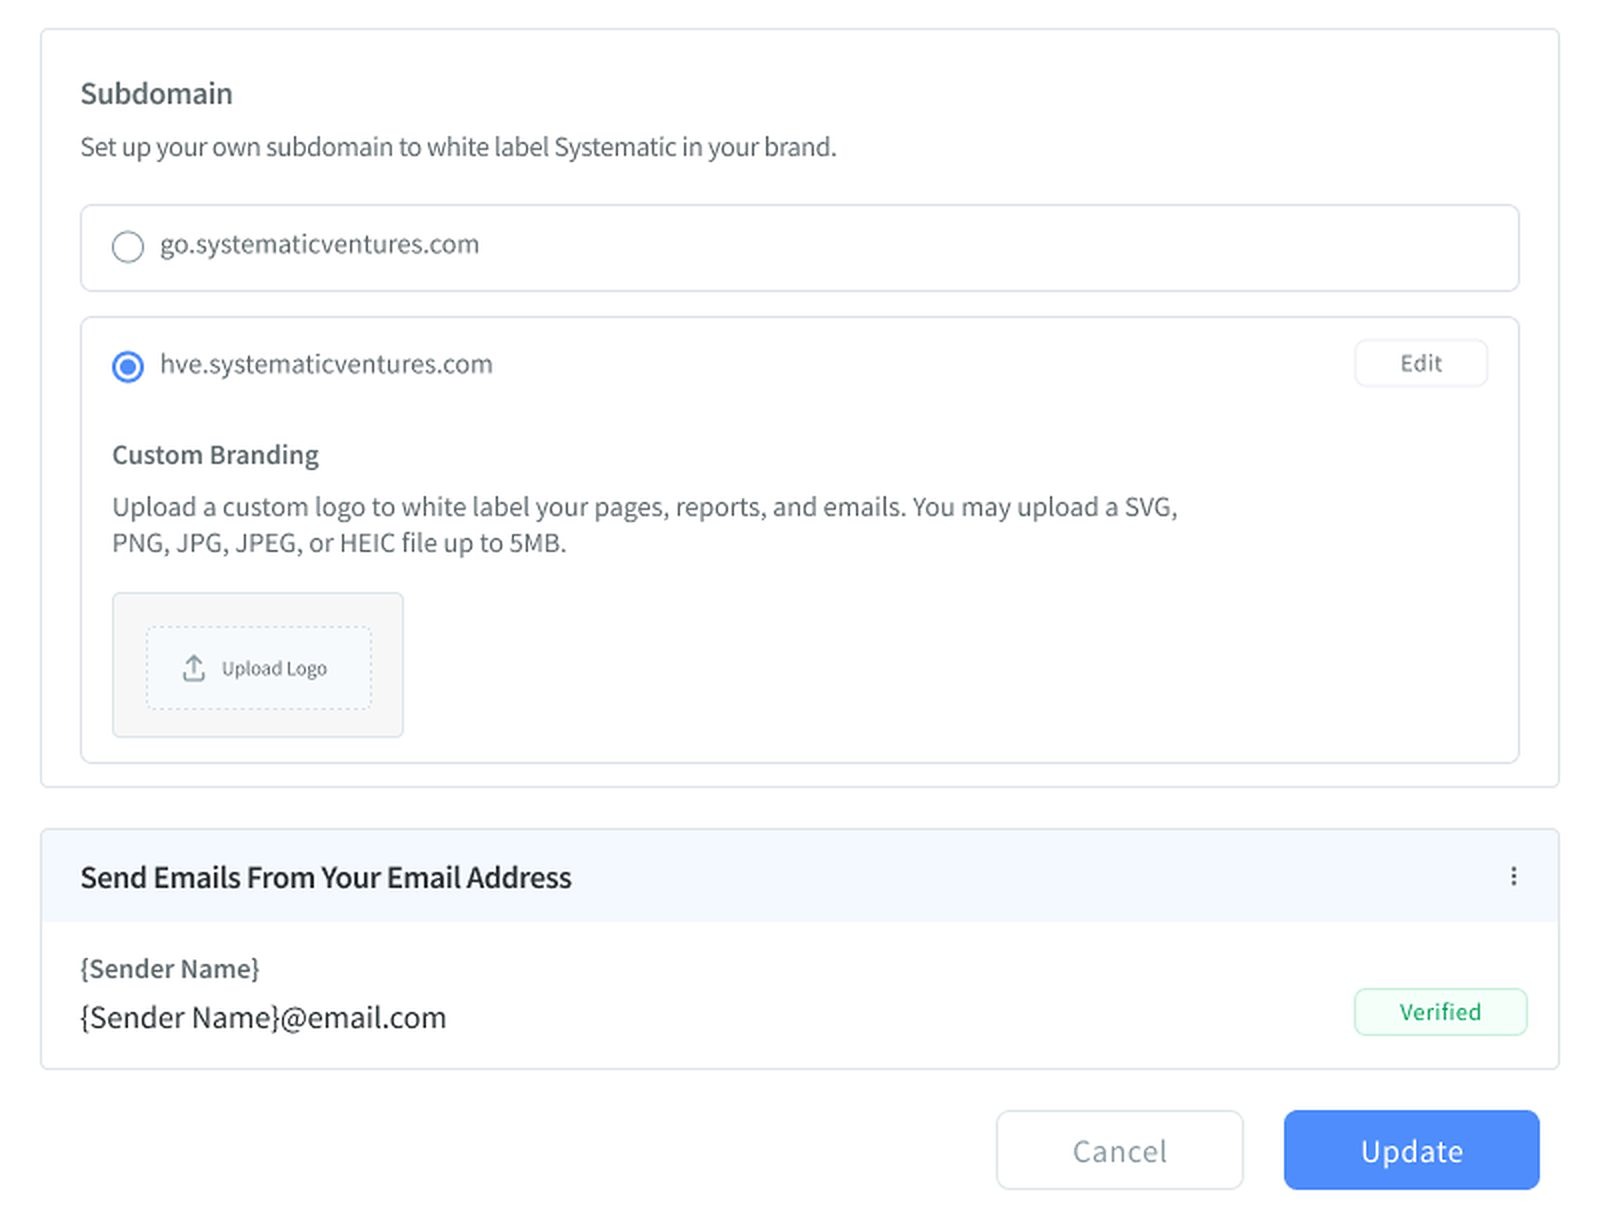 Subdomain
Set up your own subdomain to white label Systematic in your brand.
go.systematicventures.com
hve.systematicventures.com
Edit
Custom Branding
Upload a custom logo to white label your pages, reports, and emails. You may upload a SVG,
PNG, JPG, JPEG, or HEIC file up to 5MB.
Upload Logo
Send Emails From Your Email Address
{Sender Name}
{Sender Name}@email.com
Verified
Cancel
Update